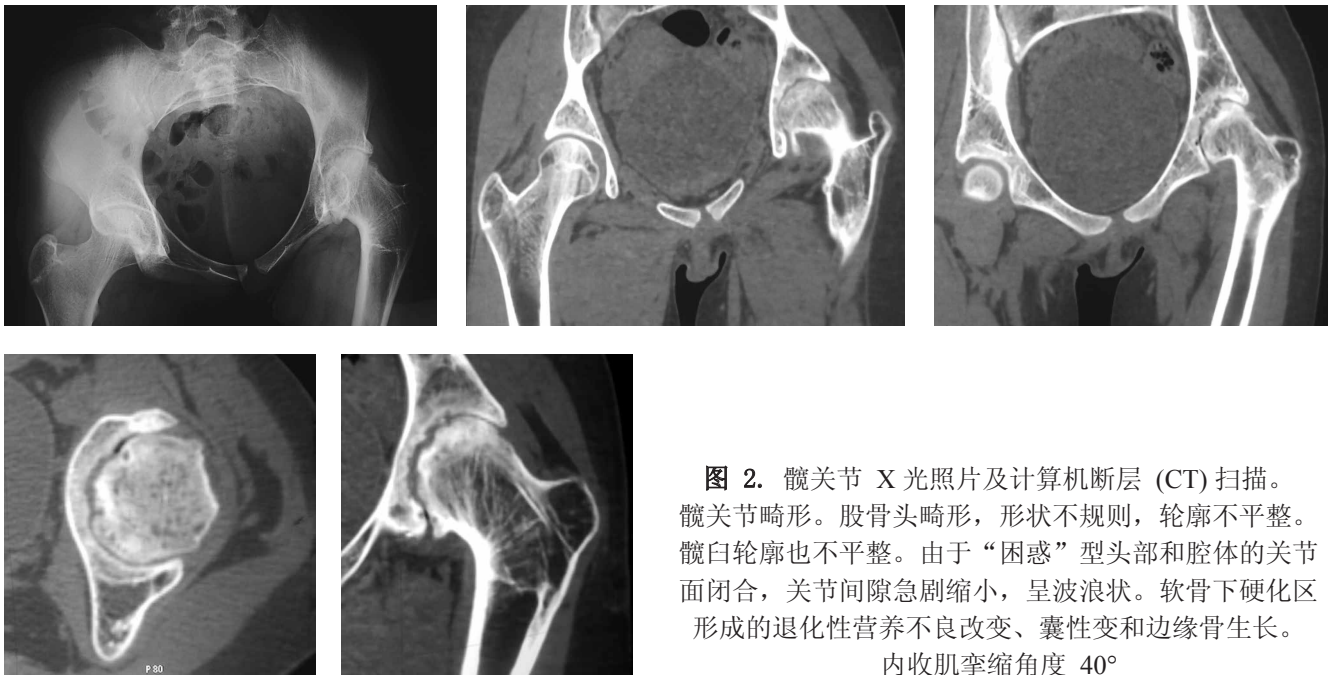 P 80
图 2. 髋关节 X 光照片及计算机断层 (CT) 扫描。
髋关节畸形。股骨头畸形，形状不规则，轮廓不平整。
髋臼轮廓也不平整。由于“困惑”型头部和腔体的关节
面闭合，关节间隙急剧缩小，呈波浪状。软骨下硬化区
形成的退化性营养不良改变、囊性变和边缘骨生长。
内收肌挛缩角度 40°